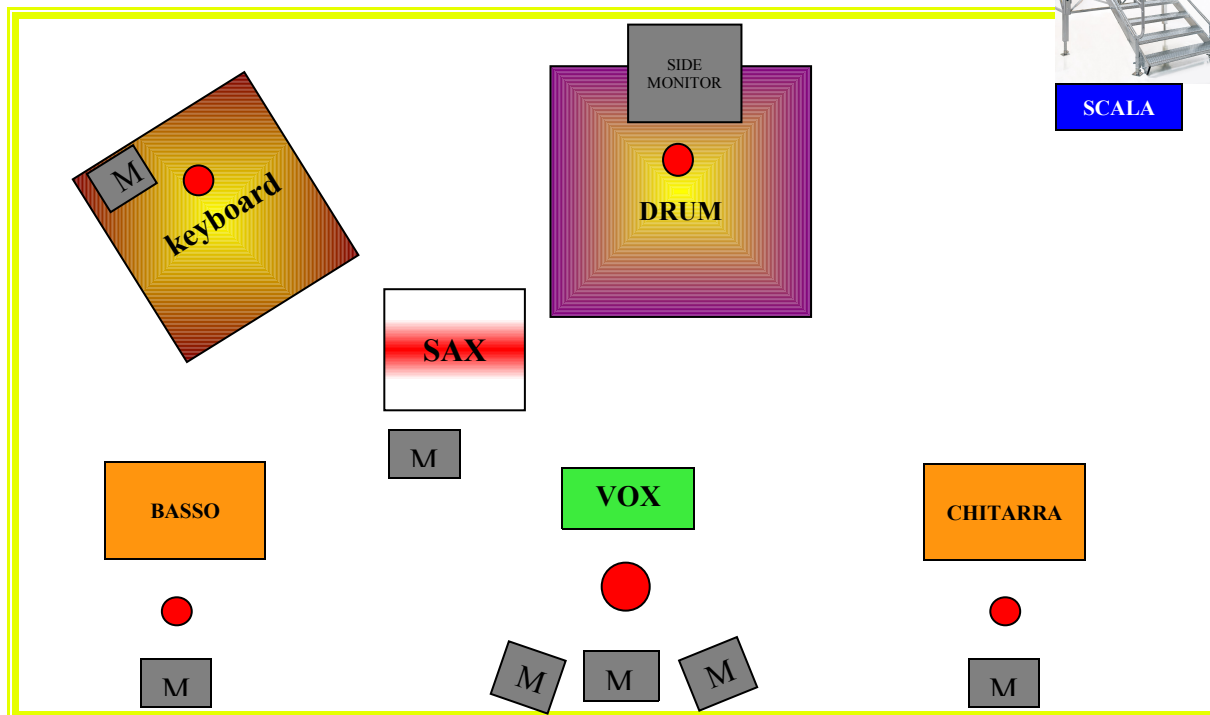 SIDE
MONITOR
SCALA
M
keyboard
DRUM
SAX
M
BASSO
VOX
CHITARRA
M
M
M
M
M